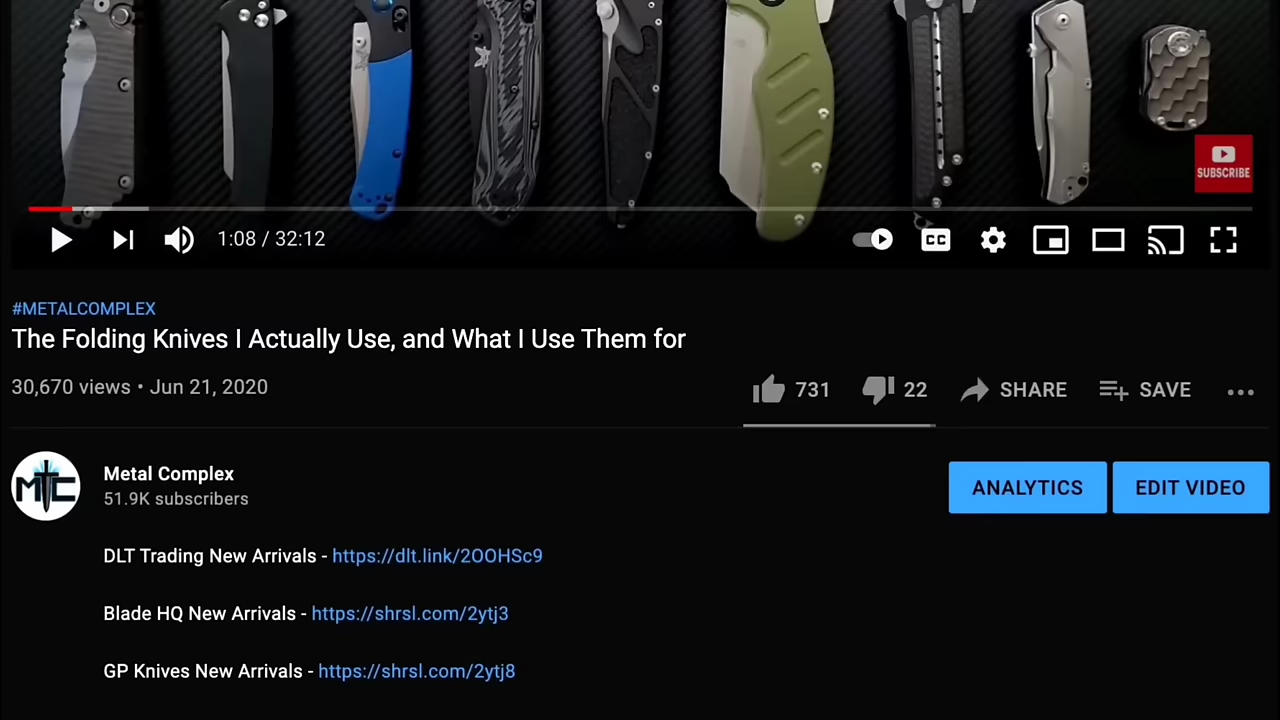 SUBSCRIBE
1:08 / 32:12
CC
#METALCOMPLEX
The Folding Knives I Actually Use, and What I Use Them for
30,670 views • Jun 21, 2020
731 22 SHARE SAVE
MTC
Metal Complex
51.9K subscribers
ANALYTICS EDIT VIDEO
DLT Trading New Arrivals - https://dlt.link/2OOHSc9
Blade HQ New Arrivals - https://shrsl.com/2ytj3
GP Knives New Arrivals - https://shrsl.com/2ytj8